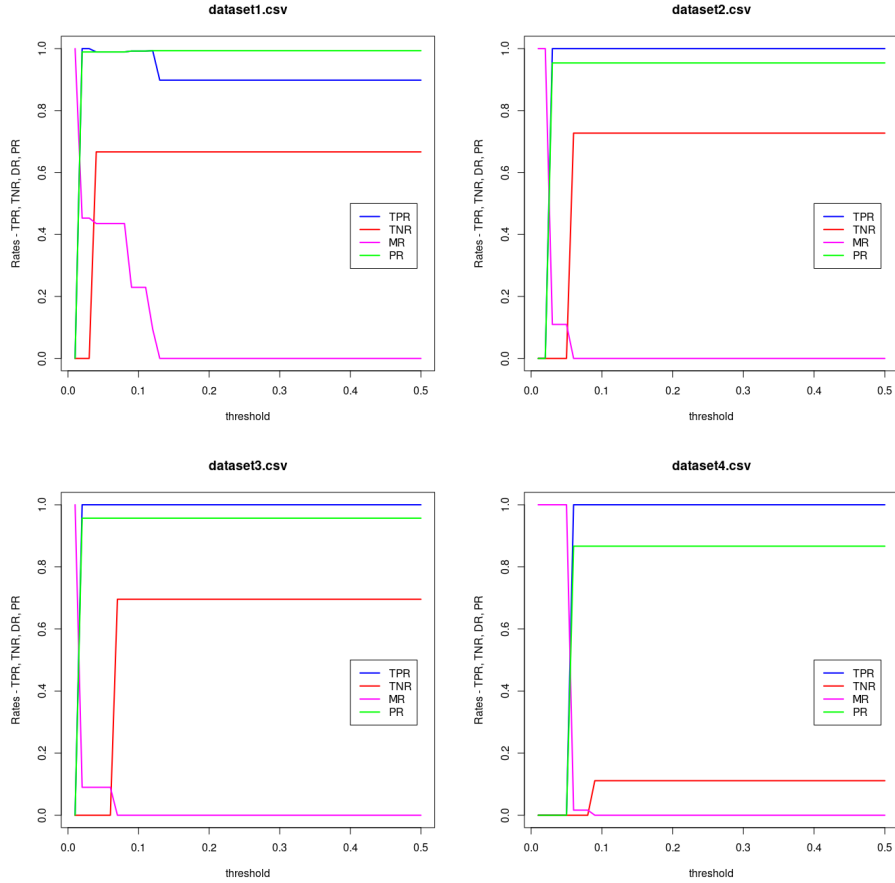 dataset1.csv
Rates - TPR, TNR, DR, PR
1.0
0.8
0.6
0.4
0.2
0.0
TPR
TNR
MR
PR
0.0 0.1 0.2 0.3 0.4 0.5
threshold
dataset2.csv
Rates - TPR, TNR, DR, PR
1.0
0.8
0.6
0.4
0.2
0.0
TPR
TNR
MR
PR
0.0 0.1 0.2 0.3 0.4 0.5
threshold
dataset3.csv
Rates - TPR, TNR, DR, PR
1.0
0.8
0.6
0.4
0.2
0.0
TPR
TNR
MR
PR
0.0 0.1 0.2 0.3 0.4 0.5
threshold
dataset4.csv
Rates - TPR, TNR, DR, PR
1.0
0.8
0.6
0.4
0.2
0.0
TPR
TNR
MR
PR
0.0 0.1 0.2 0.3 0.4 0.5
threshold